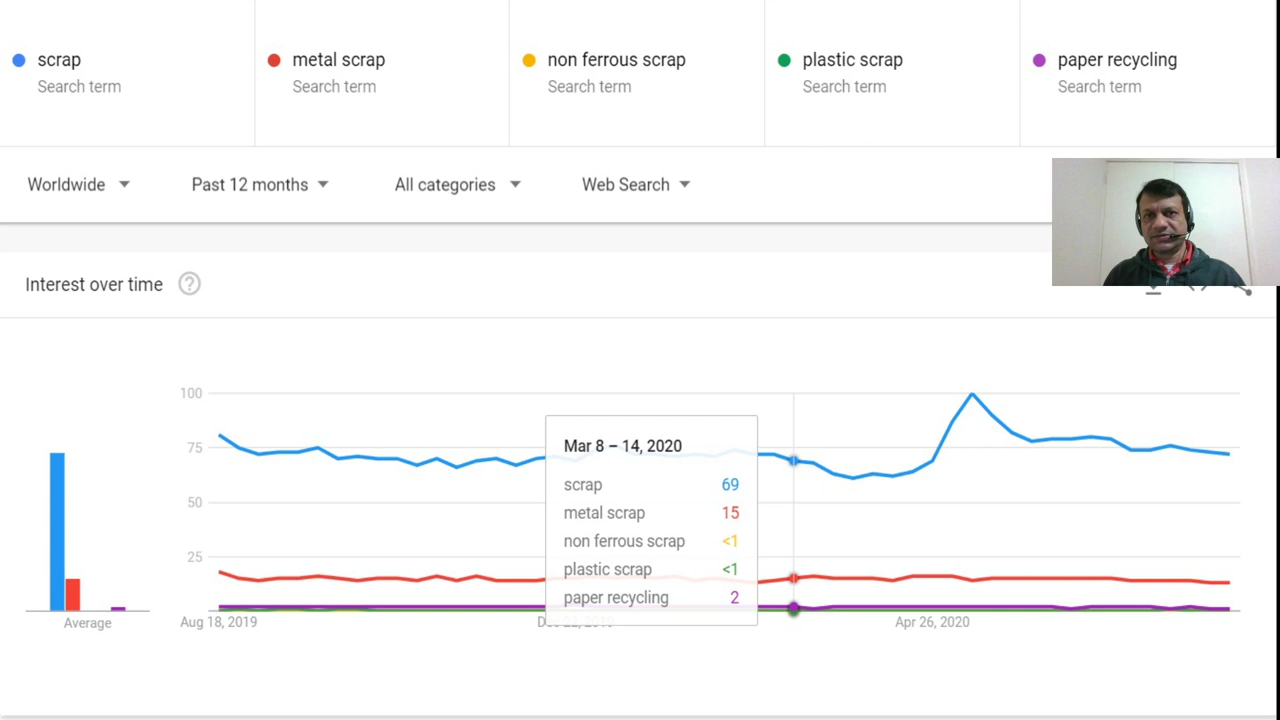 scrap
Search term
metal scrap
Search term
non ferrous scrap
Search term
plastic scrap
Search term
paper recycling
Search term
Worldwide
Past 12 months
All categories
Web Search
Interest over time
?
100
75
50
25
Mar 8 – 14, 2020
scrap 69
metal scrap 15
non ferrous scrap <1
plastic scrap <1
paper recycling 2
Average
Aug 18, 2019
Apr 26, 2020